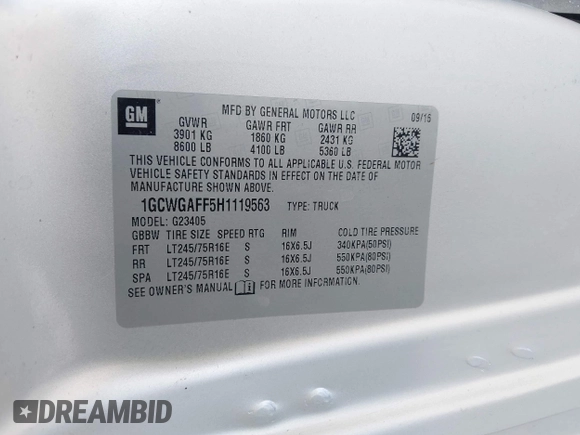 GM
MFD BY GENERAL MOTORS LLC 09/16
GVWR GAWR FRT GAWR RR
3901 KG 1860 KG 2431 KG
8600 LB 4100 LB 5360 LB
THIS VEHICLE CONFORMS TO ALL APPLICABLE U.S. FEDERAL MOTOR
VEHICLE SAFETY STANDARDS IN EFFECT ON THE DATE OF
MANUFACTURE SHOWN ABOVE.
1GCWGAFF5H1119563 TYPE: TRUCK
MODEL: G23405
GBBW TIRE SIZE SPEED RTG RIM COLD TIRE PRESSURE
FRT LT245/75R16E S 16X6.5J 340KPA(50PSI)
RR LT245/75R16E S 16X6.5J 550KPA(80PSI)
SPA LT245/75R16E S 16X6.5J 550KPA(80PSI)
SEE OWNER'S MANUAL FOR MORE INFORMATION.
DREAMBID